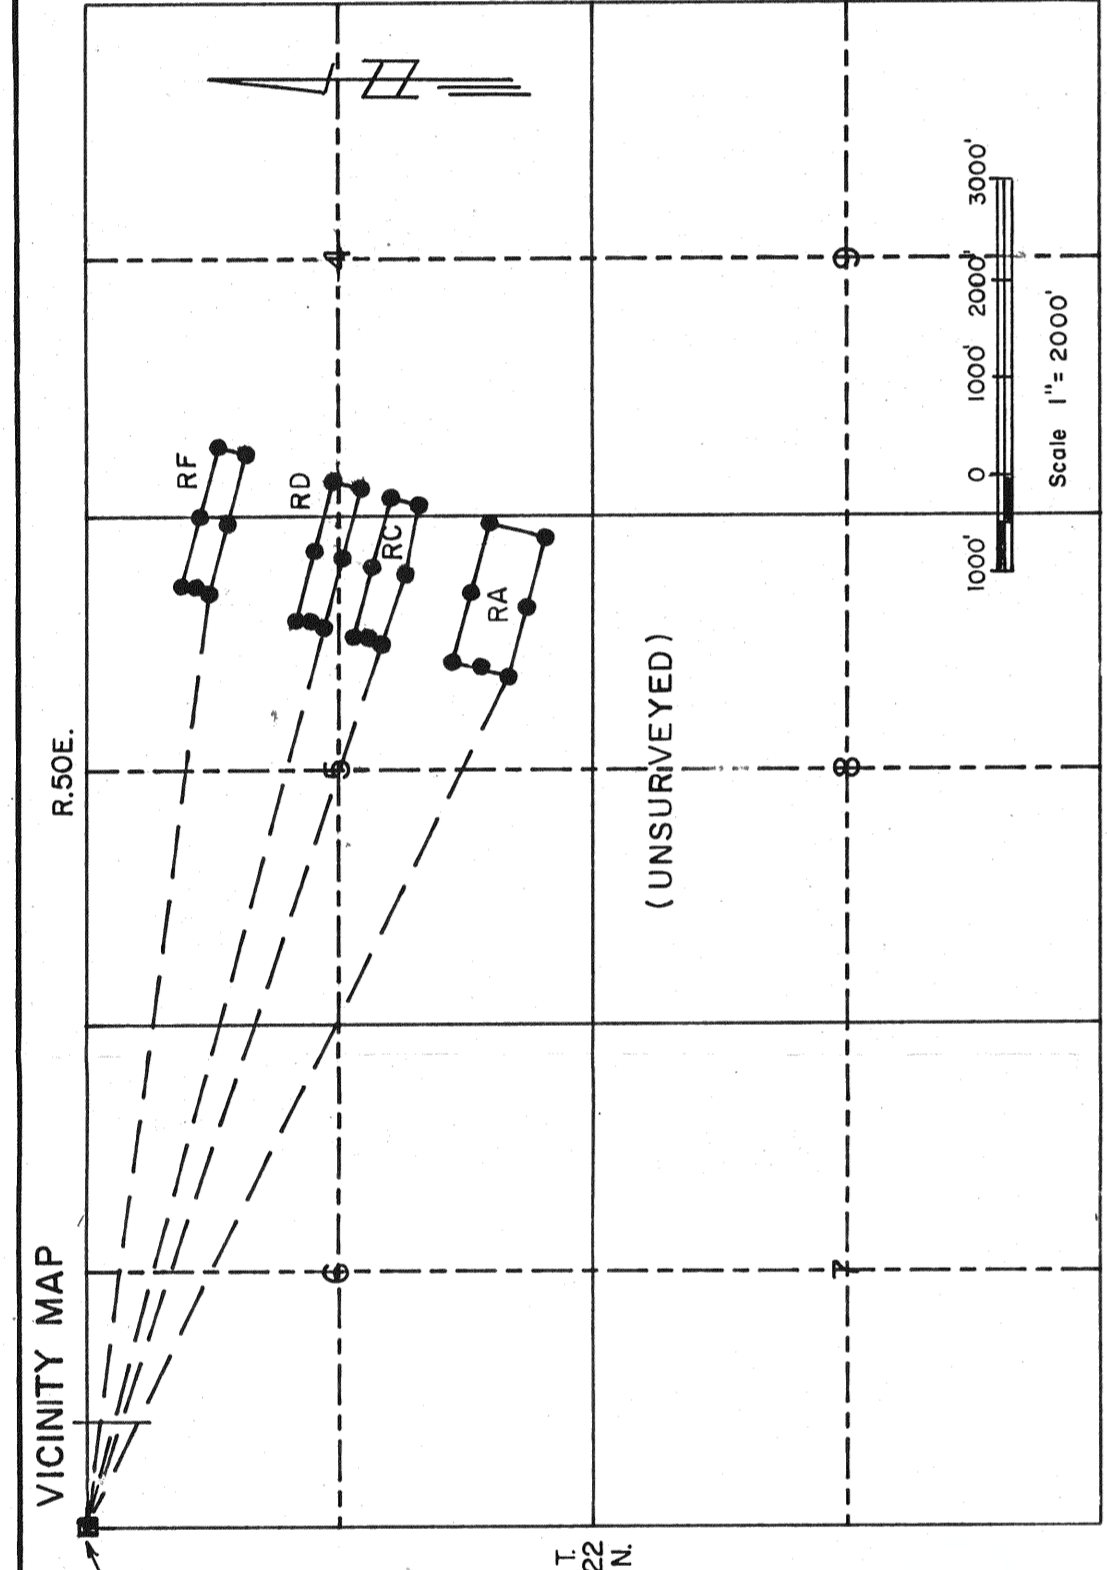 VICINITY MAP
R.50E.
T.
22
N.
6
5
4
7
8
9
RF
RD
RC
RA
(UNSURVEYED)
N
1000' 0 1000' 2000' 3000'
Scale 1"= 2000'